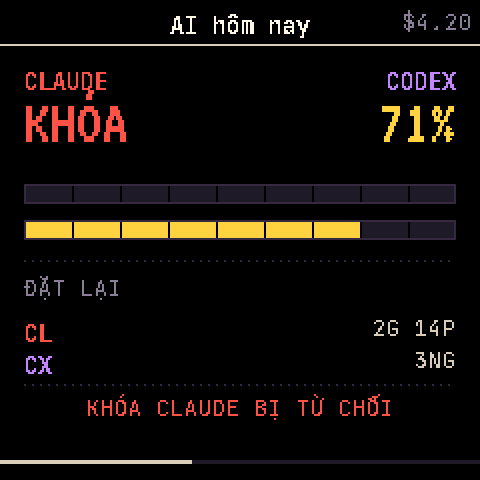 AI hôm nay
$4.20
CLAUDE
CODEX
KHÓA
71%
ĐẶT LẠI
CL
2G 14P
CX
3NG
KHÓA CLAUDE BỊ TỪ CHỐI